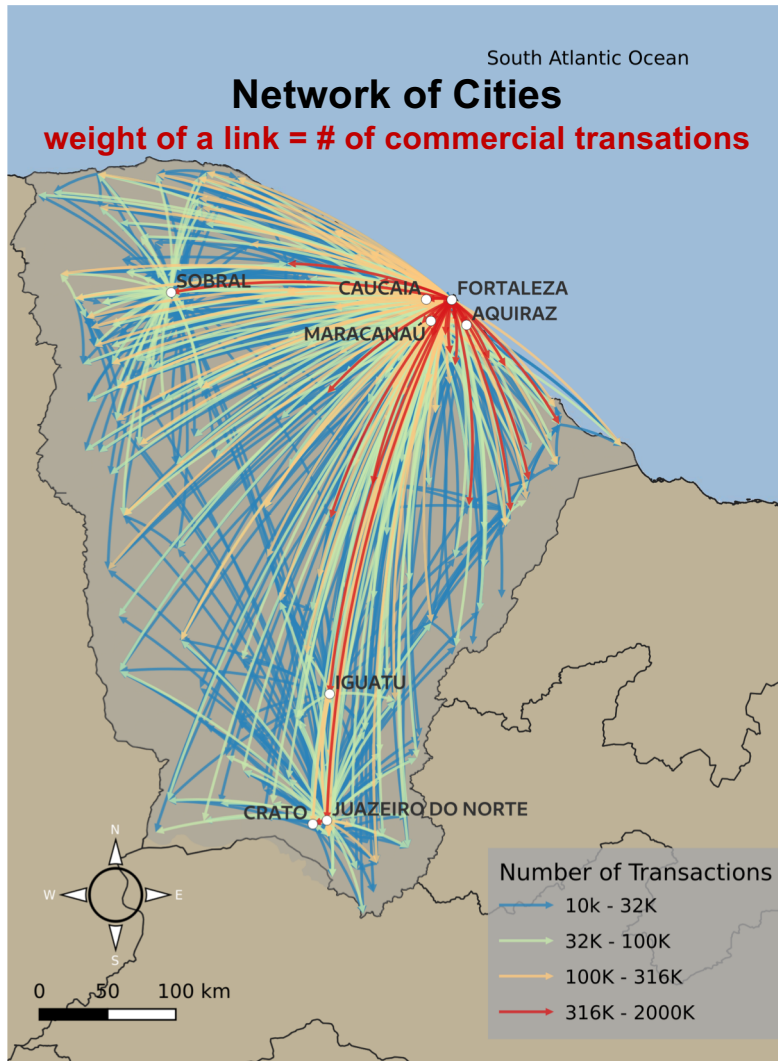 South Atlantic Ocean
Network of Cities
weight of a link = # of commercial transations
SOBRAL
CAUCAIA
FORTALEZA
AQUIRAZ
MARACANAÚ
IGUATU
CRATO
JUAZEIRO DO NORTE
N
W
E
S
0 50 100 km
Number of Transactions
10k - 32K
32K - 100K
100K - 316K
316K - 2000K